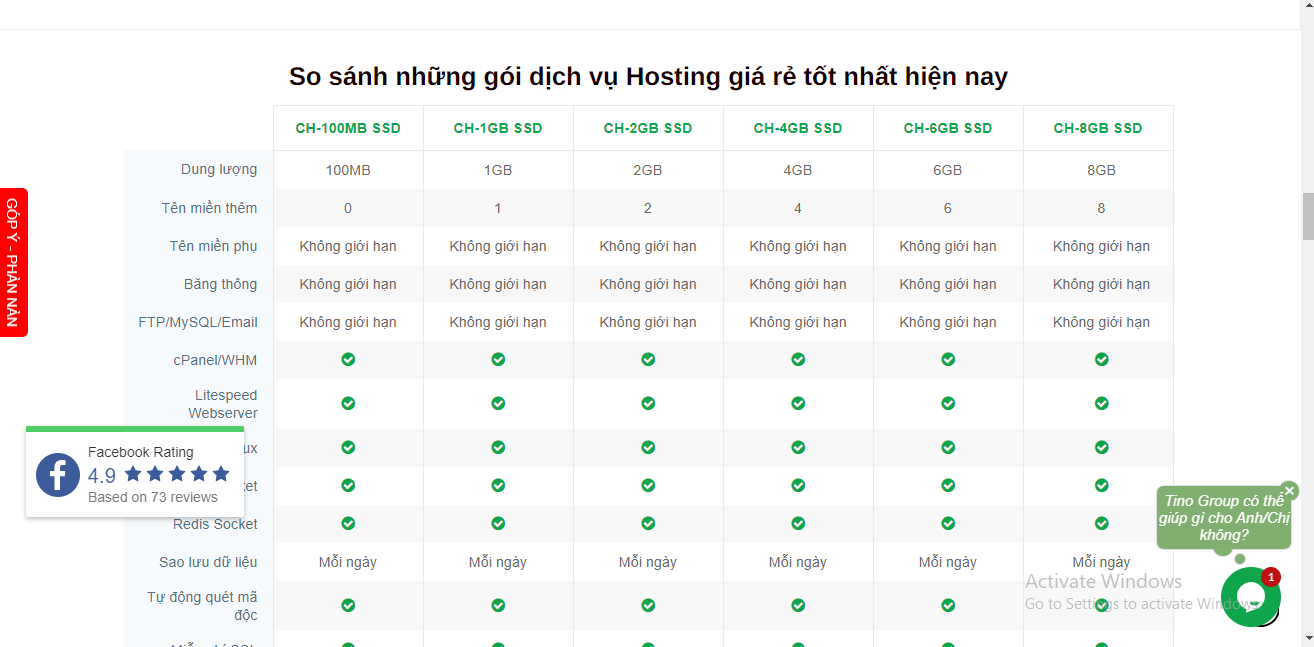 So sánh những gói dịch vụ Hosting giá rẻ tốt nhất hiện nay
CH-100MB SSD CH-1GB SSD CH-2GB SSD CH-4GB SSD CH-6GB SSD CH-8GB SSD
Dung lượng 100MB 1GB 2GB 4GB 6GB 8GB
Tên miền thêm 0 1 2 4 6 8
Tên miền phụ Không giới hạn Không giới hạn Không giới hạn Không giới hạn Không giới hạn Không giới hạn
Băng thông Không giới hạn Không giới hạn Không giới hạn Không giới hạn Không giới hạn Không giới hạn
FTP/MySQL/Email Không giới hạn Không giới hạn Không giới hạn Không giới hạn Không giới hạn Không giới hạn
cPanel/WHM
Litespeed
Webserver
ux
ket
Redis Socket
Sao lưu dữ liệu Mỗi ngày Mỗi ngày Mỗi ngày Mỗi ngày Mỗi ngày Mỗi ngày
Tự động quét mã
độc
GÓP Ý - PHÀN NÀN
Facebook Rating
4.9
Based on 73 reviews
Tino Group có thể
giúp gì cho Anh/Chị
không?
1
Activate Windows
Go to Settings to activate Windows.